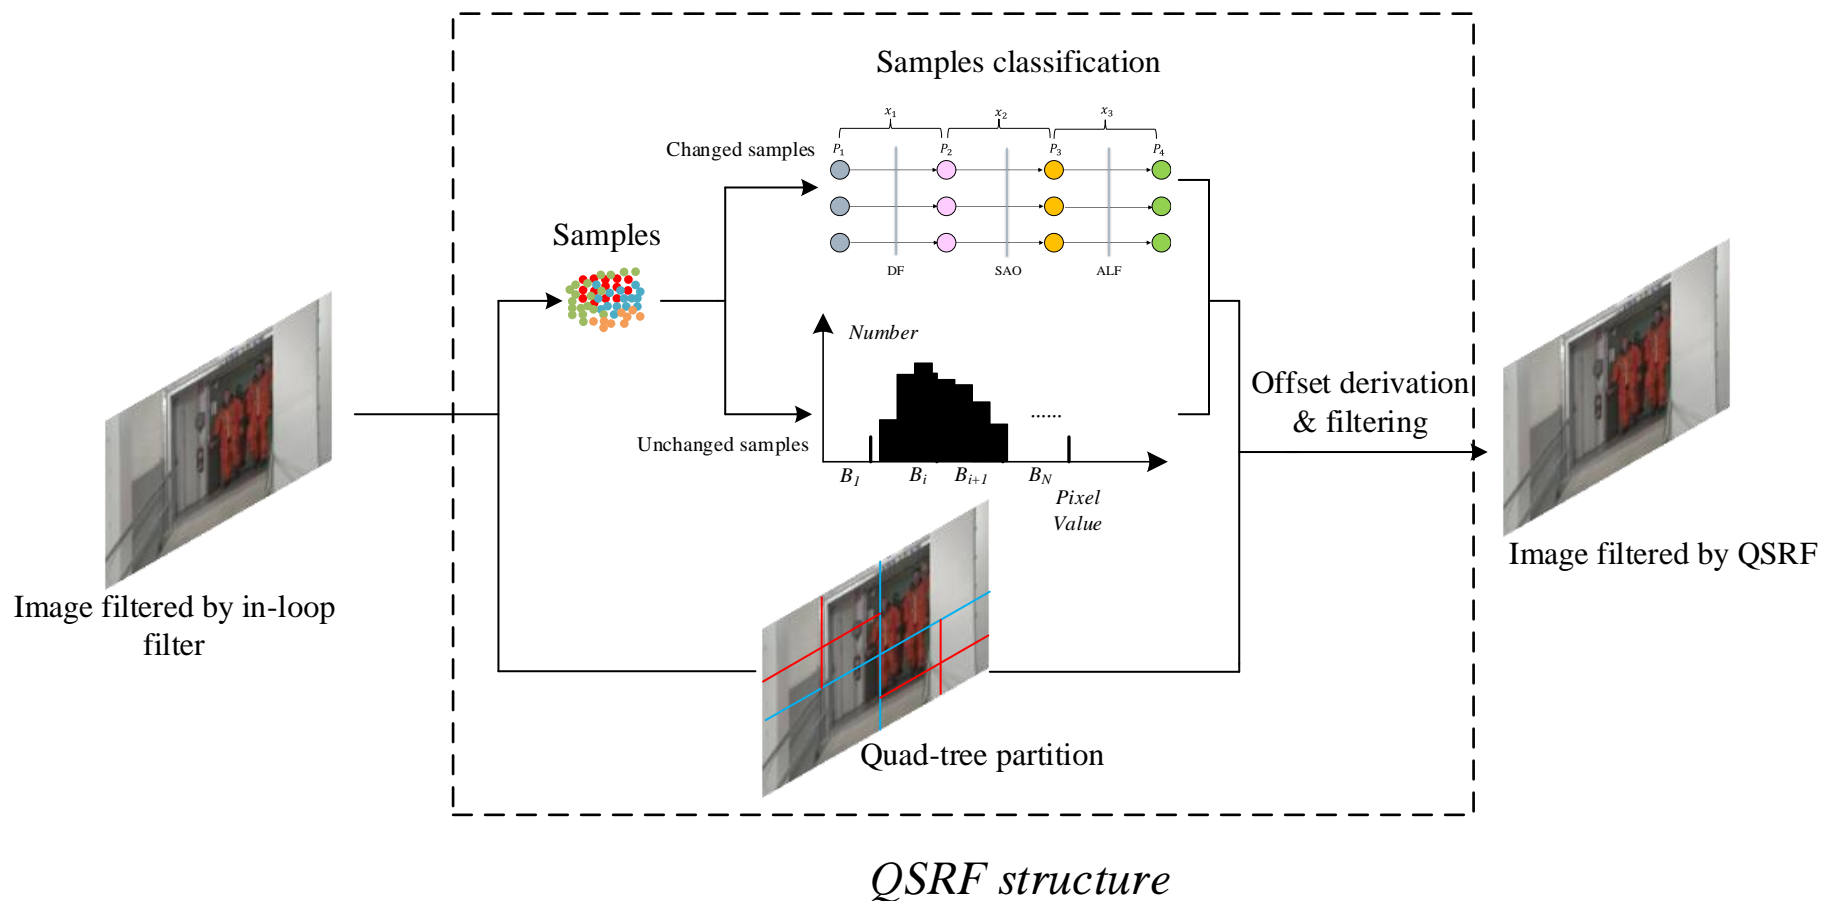 Samples classification
x1 x2 x3
Changed samples
P1 P2 P3 P4
Samples
DF SAO ALF
Number
......
Unchanged samples
B1 Bi Bi+1 BN
Pixel
Value
Offset derivation
& filtering
Image filtered by in-loop
filter
Image filtered by QSRF
Quad-tree partition
QSRF structure